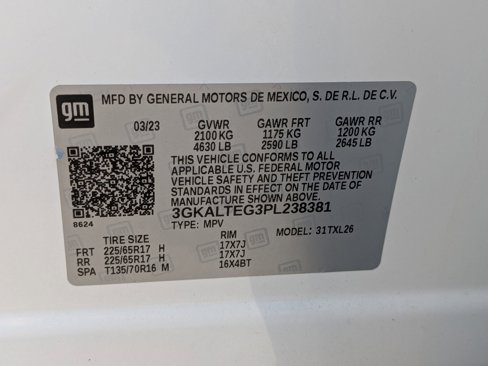 gm
MFD BY GENERAL MOTORS DE MEXICO, S. DE R.L. DE C.V.
03/23 GVWR GAWR FRT GAWR RR
2100 KG 1175 KG 1200 KG
4630 LB 2590 LB 2645 LB
THIS VEHICLE CONFORMS TO ALL
APPLICABLE U.S. FEDERAL MOTOR
VEHICLE SAFETY AND THEFT PREVENTION
STANDARDS IN EFFECT ON THE DATE OF
MANUFACTURE SHOWN ABOVE.
3GKALTEG3PL238381
8624 TYPE: MPV MODEL: 31TXL26
TIRE SIZE RIM
FRT 225/65R17 H 17X7J
RR 225/65R17 H 17X7J
SPA T135/70R16 M 16X4BT